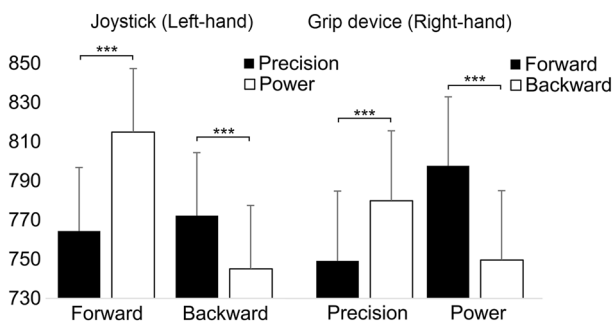 Joystick (Left-hand)
Grip device (Right-hand)
850
830
810
790
770
750
730
***
Precision
Power
***
***
Forward
Backward
***
Forward
Backward
Precision
Power